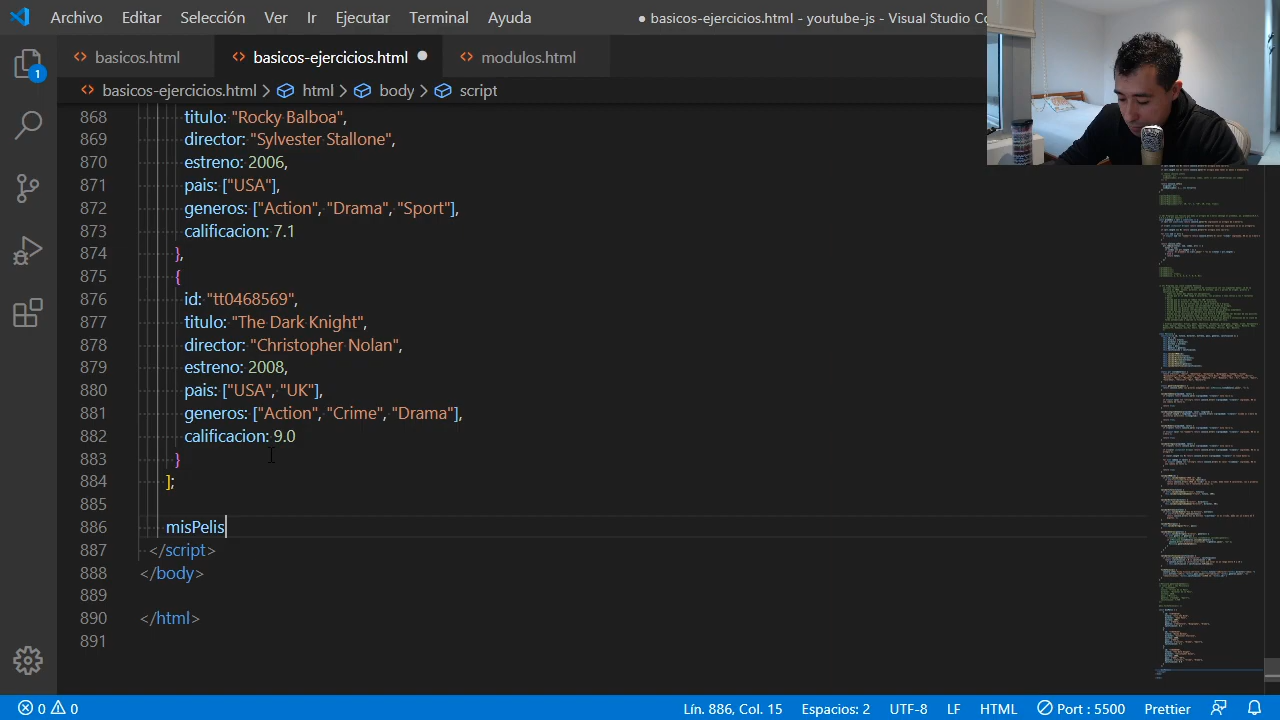 Archivo Editar Selección Ver Ir Ejecutar Terminal Ayuda
● basicos-ejercicios.html - youtube-js - Visual Studio Co
basicos.html basicos-ejercicios.html modulos.html
basicos-ejercicios.html > html > body > script
868 titulo: "Rocky Balboa",
869 director: "Sylvester Stallone",
870 estreno: 2006,
871 pais: ["USA"],
872 generos: ["Action", "Drama", "Sport"],
873 calificacion: 7.1
874 },
875 {
876 id: "tt0468569",
877 titulo: "The Dark Knight",
878 director: "Christopher Nolan",
879 estreno: 2008,
880 pais: ["USA","UK"],
881 generos: ["Action", "Crime", "Drama"],
882 calificacion: 9.0
883 }
884 ];
885
886 misPelis
887 </script>
888 </body>
889
890 </html>
891
1
0 0 Lín. 886, Col. 15 Espacios: 2 UTF-8 LF HTML Port : 5500 Prettier